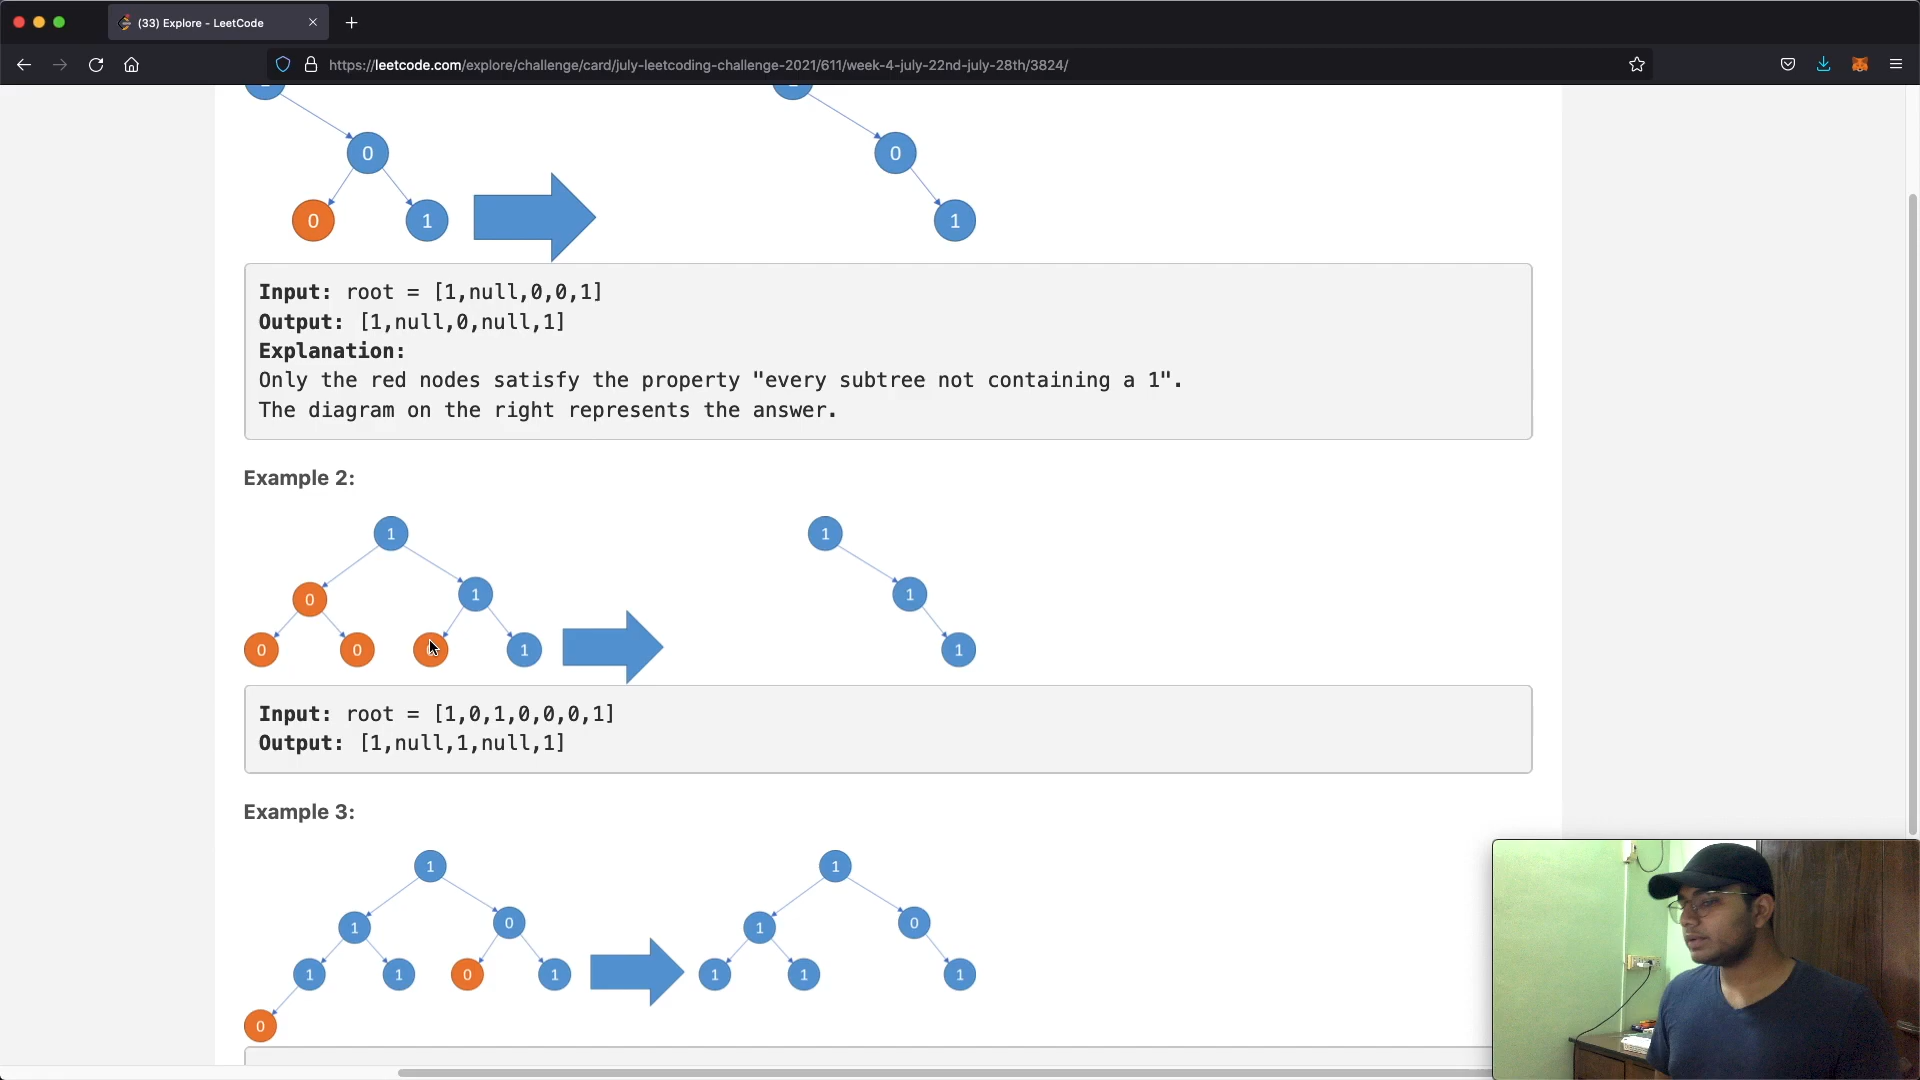 (33) Explore - LeetCode
https://leetcode.com/explore/challenge/card/july-leetcoding-challenge-2021/611/week-4-july-22nd-july-28th/3824/
0
0
0
1
1
Input: root = [1,null,0,0,1]
Output: [1,null,0,null,1]
Explanation:
Only the red nodes satisfy the property "every subtree not containing a 1".
The diagram on the right represents the answer.
Example 2:
1
1
0
1
1
0
0
1
1
Input: root = [1,0,1,0,0,0,1]
Output: [1,null,1,null,1]
Example 3:
1
1
1
0
1
0
1
1
0
1
1
1
1
0